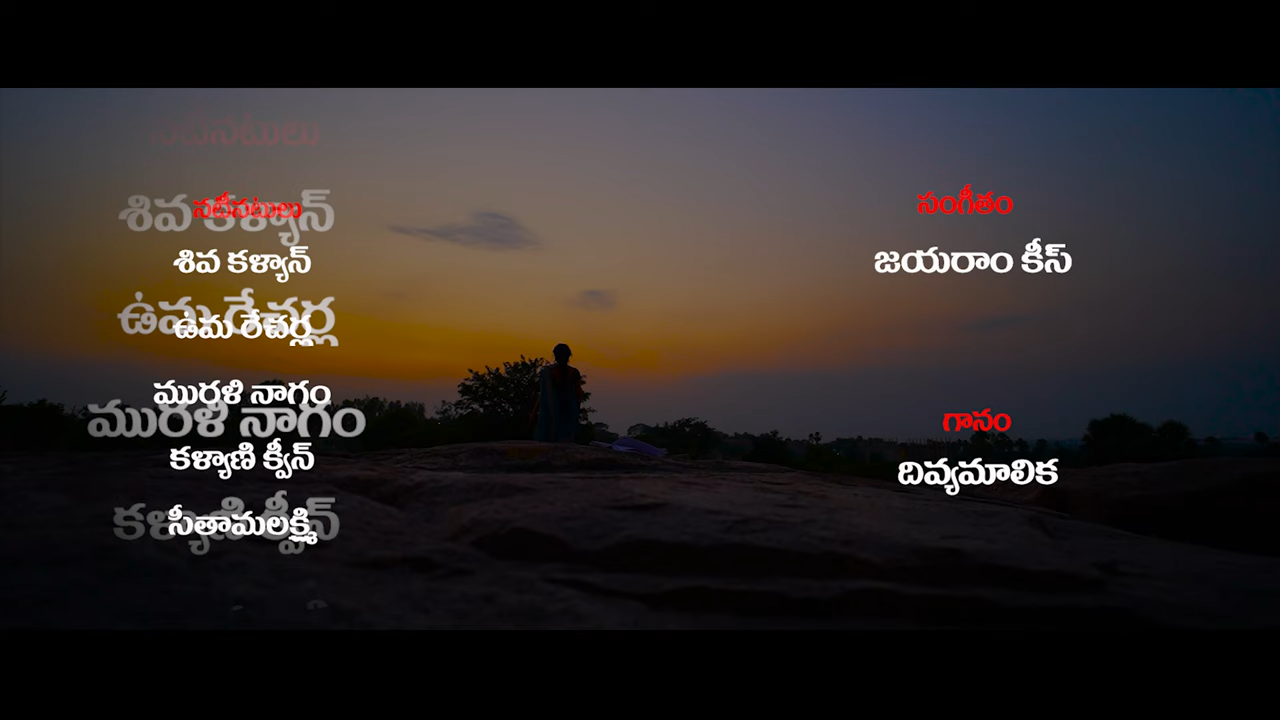 నటీనటులు
శివ కళ్యాన్
ఉమ రేచర్ల
మురళి నాగం
కళ్యాణి క్వీన్
సీతామలక్ష్మి
సంగీతం
జయరాం కీస్
గానం
దివ్యమాలిక